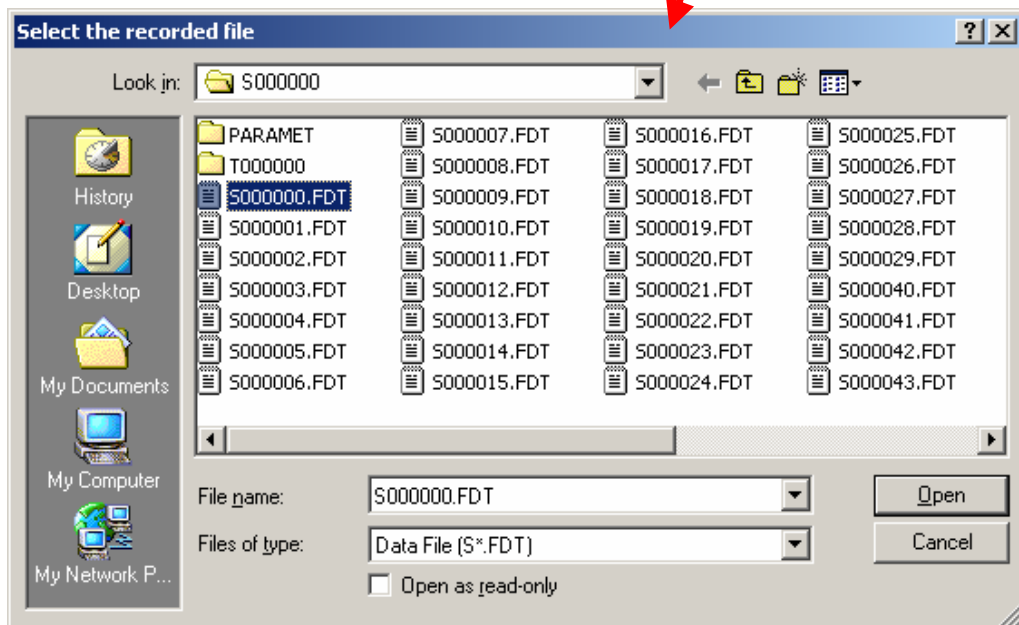 Select the recorded file
Look in: S000000
History
Desktop
My Documents
My Computer
My Network P...
PARAMET
T000000
S000000.FDT
S000001.FDT
S000002.FDT
S000003.FDT
S000004.FDT
S000005.FDT
S000006.FDT
S000007.FDT
S000008.FDT
S000009.FDT
S000010.FDT
S000011.FDT
S000012.FDT
S000013.FDT
S000014.FDT
S000015.FDT
S000016.FDT
S000017.FDT
S000018.FDT
S000019.FDT
S000020.FDT
S000021.FDT
S000022.FDT
S000023.FDT
S000024.FDT
S000025.FDT
S000026.FDT
S000027.FDT
S000028.FDT
S000029.FDT
S000040.FDT
S000041.FDT
S000042.FDT
S000043.FDT
File name: S000000.FDT
Open
Files of type: Data File (S*.FDT)
Cancel
Open as read-only